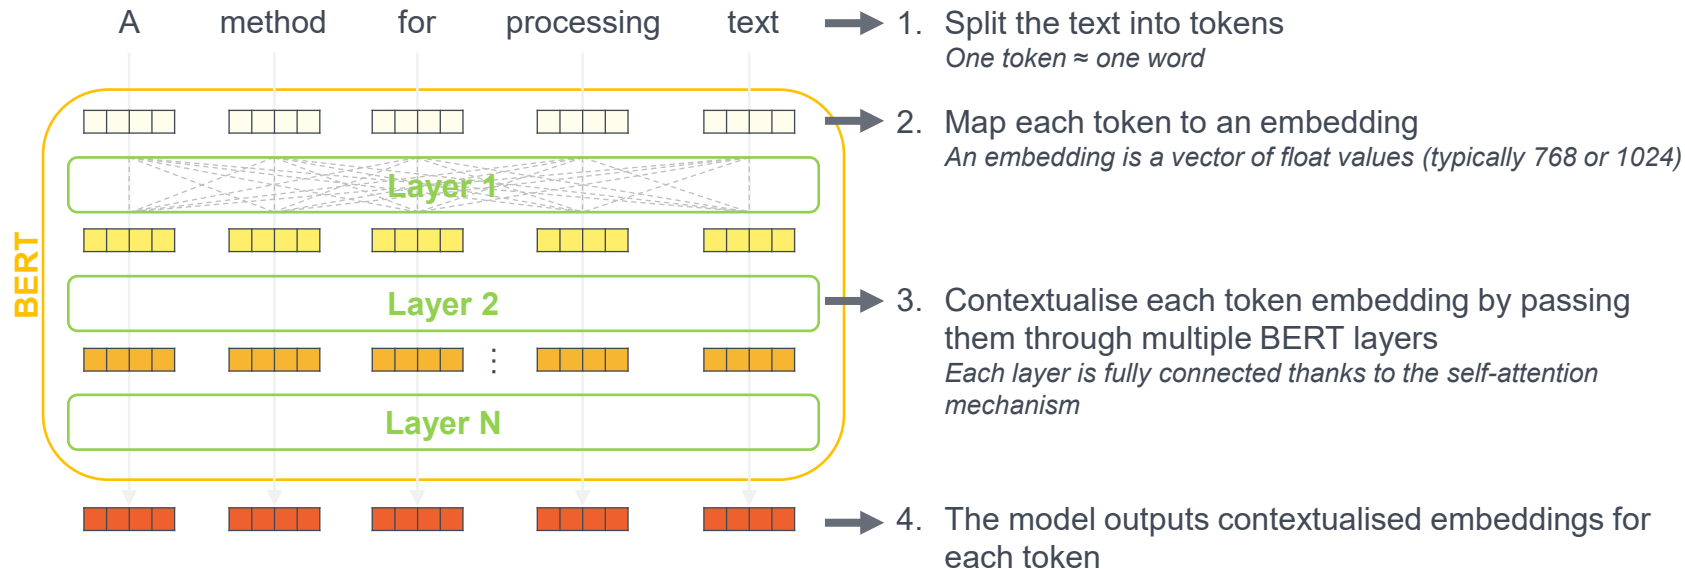 A method for processing text
1. Split the text into tokens
One token ≈ one word
2. Map each token to an embedding
An embedding is a vector of float values (typically 768 or 1024)
BERT
Layer 1
Layer 2
3. Contextualise each token embedding by passing
them through multiple BERT layers
Each layer is fully connected thanks to the self-attention
mechanism
⋮
Layer N
4. The model outputs contextualised embeddings for
each token